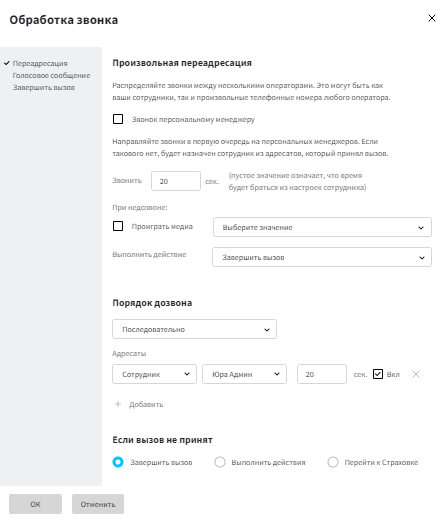 Обработка звонка
Переадресация
Голосовое сообщение
Завершить вызов
Произвольная переадресация
Распределяйте звонки между несколькими операторами. Это могут быть как
ваши сотрудники, так и произвольные телефонные номера любого оператора.
Звонок персональному менеджеру
Направляйте звонки в первую очередь на персональных менеджеров. Если
такового нет, будет назначен сотрудник из адресатов, который принял вызов.
Звонить 20 сек. (пустое значение означает, что время
будет браться из настроек сотрудника)
При недозвоне:
Проиграть медиа Выберите значение
Выполнить действие Завершить вызов
Порядок дозвона
Последовательно
Адресаты
Сотрудник Юра Админ 20 сек. Вкл
Добавить
Если вызов не принят
Завершить вызов Выполнить действия Перейти к Страховке
ОК Отменить